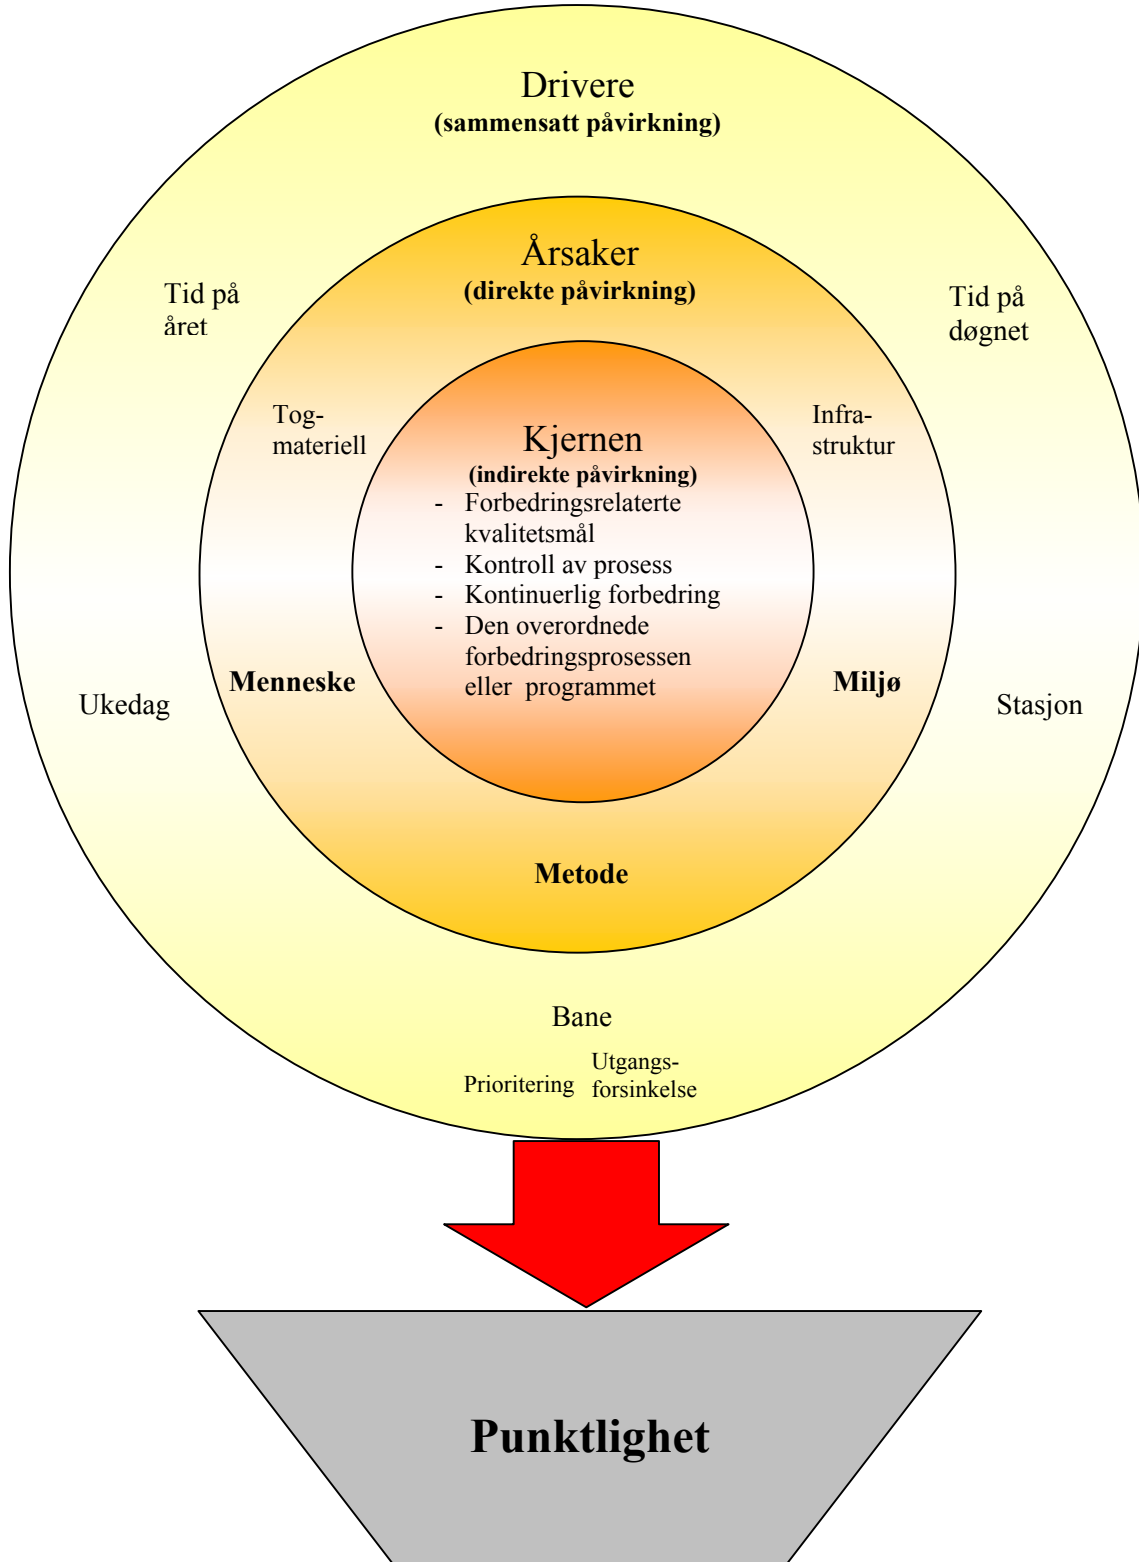 Drivere
(sammensatt påvirkning)
Årsaker
(direkte påvirkning)
Tid på
året
Tid på
døgnet
Tog-
materiell
Infra-
struktur
Kjernen
(indirekte påvirkning)
- Forbedringsrelaterte
kvalitetsmål
- Kontroll av prosess
- Kontinuerlig forbedring
- Den overordnede
forbedringsprosessen
eller programmet
Menneske
Miljø
Ukedag
Stasjon
Metode
Bane
Prioritering
Utgangs-
forsinkelse
Punktlighet